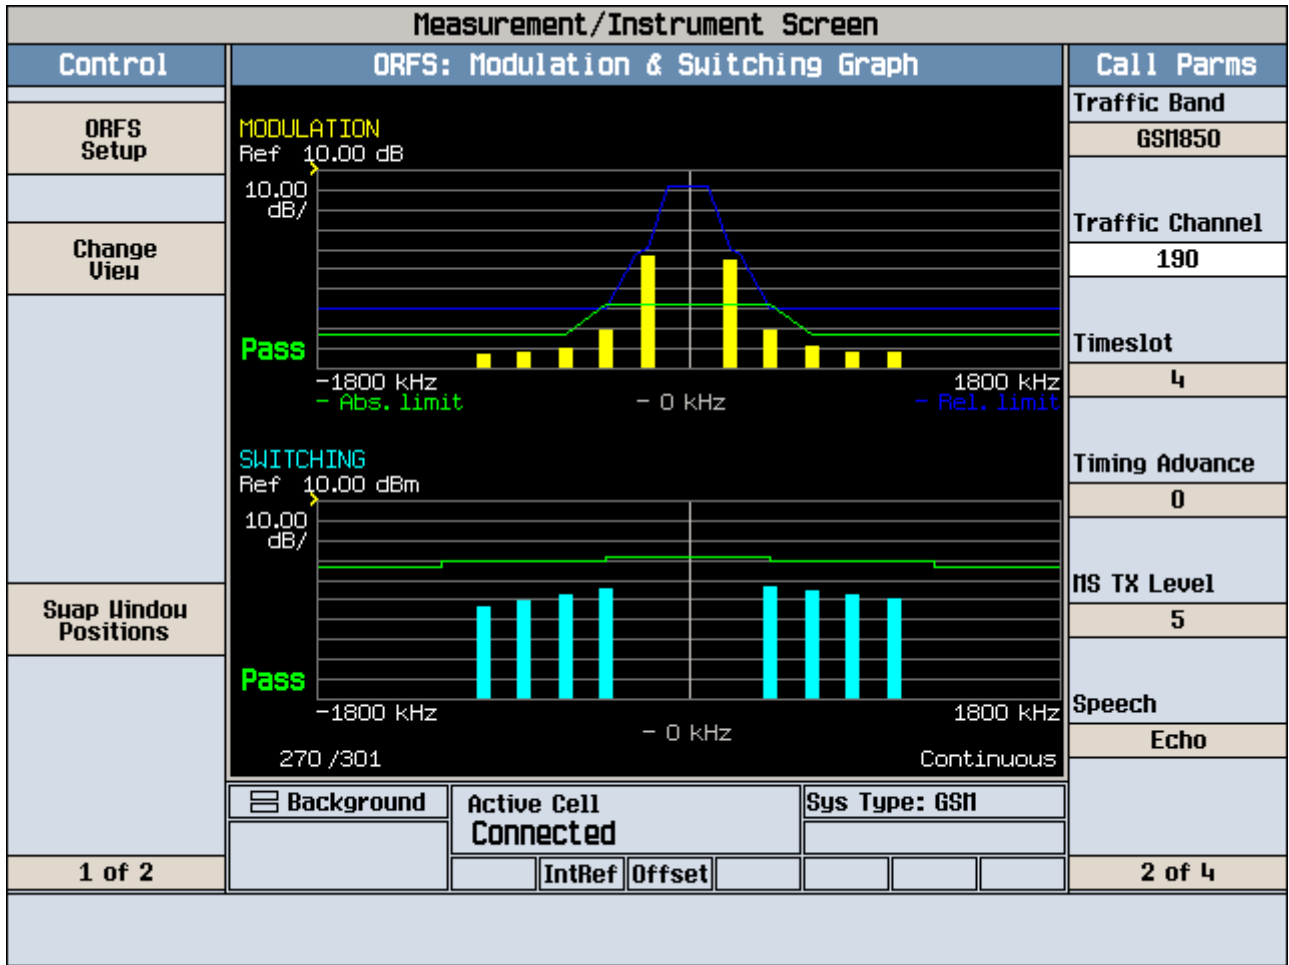 Measurement/Instrument Screen
Control
ORFS
Setup
Change
View
Swap Window
Positions
1 of 2
ORFS: Modulation & Switching Graph
MODULATION
Ref 10.00 dB
10.00
dB/
Pass
-1800 kHz
1800 kHz
- Abs. limit
- 0 kHz
- Rel. limit
SWITCHING
Ref 10.00 dBm
10.00
dB/
Pass
-1800 kHz
1800 kHz
- 0 kHz
270 /301
Continuous
Background
Active Cell
Connected
Sys Type: GSM
IntRef
Offset
Call Parms
Traffic Band
GSM850
Traffic Channel
190
Timeslot
4
Timing Advance
0
MS TX Level
5
Speech
Echo
2 of 4